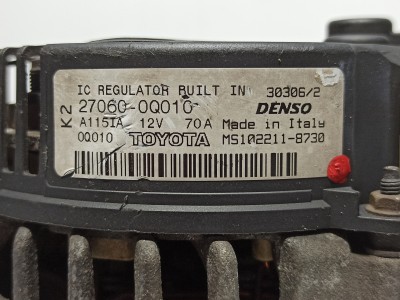 IC REGULATOR BUILT IN 30306/2
K2 27060-0Q010 DENSO
A115IA 12V 70A Made in Italy
0Q010 TOYOTA MS102211-8730